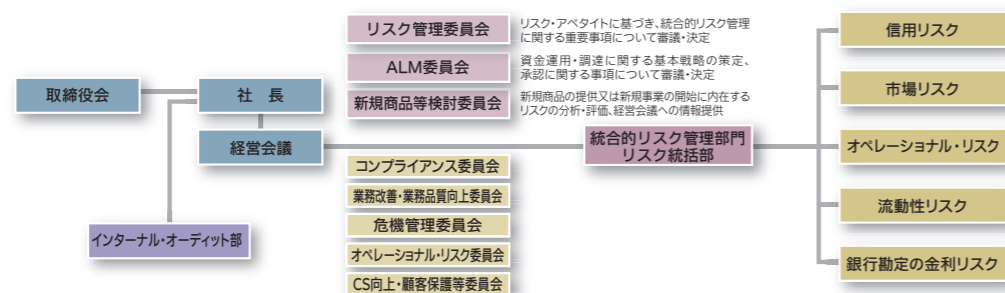 取締役会
社　長
経営会議
インターナル・オーディット部
リスク管理委員会
リスク・アペタイトに基づき、統合的リスク管理
に関する重要事項について審議・決定
ALM委員会
資金運用・調達に関する基本戦略の策定、
承認に関する事項について審議・決定
新規商品等検討委員会
新規商品の提供又は新規事業の開始に内在する
リスクの分析・評価、経営会議への情報提供
コンプライアンス委員会
業務改善・業務品質向上委員会
危機管理委員会
オペレーショナル・リスク委員会
CS向上・顧客保護等委員会
統合的リスク管理部門
リスク統括部
信用リスク
市場リスク
オペレーショナル・リスク
流動性リスク
銀行勘定の金利リスク